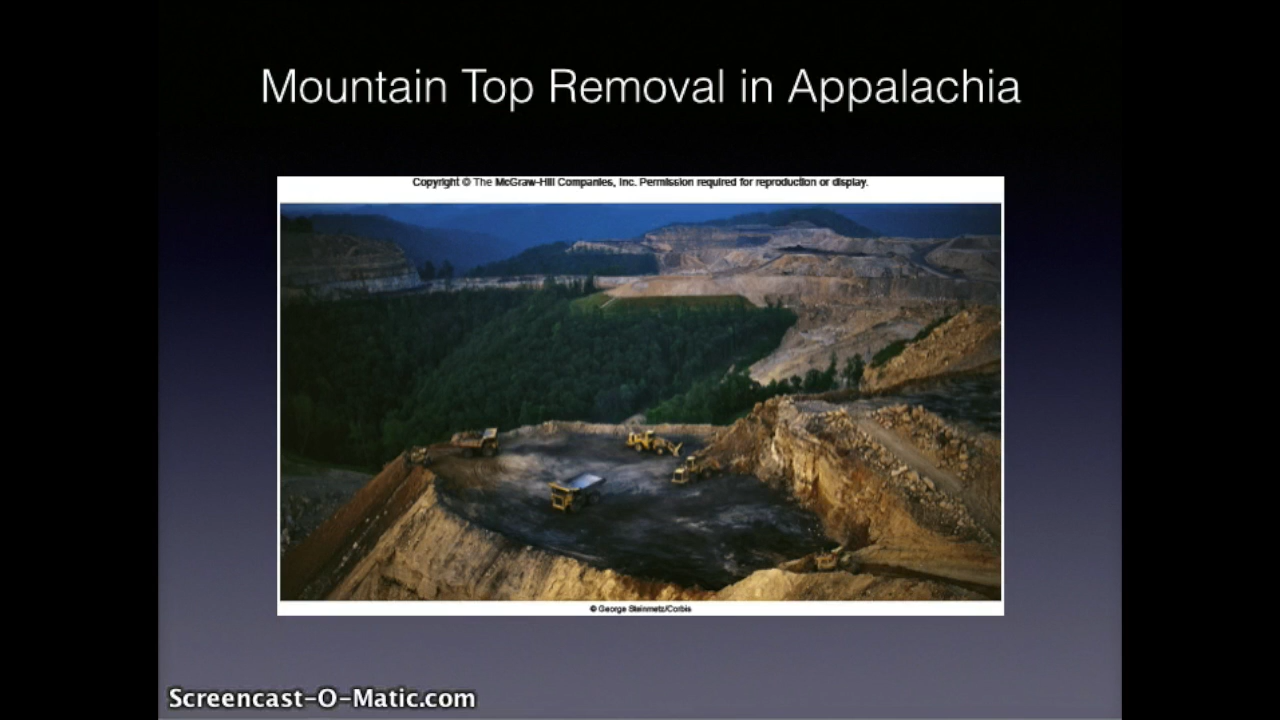 Mountain Top Removal in Appalachia
Copyright © The McGraw-Hill Companies, Inc. Permission required for reproduction or display.
© George Steinmetz/Corbis
Screencast-O-Matic.com